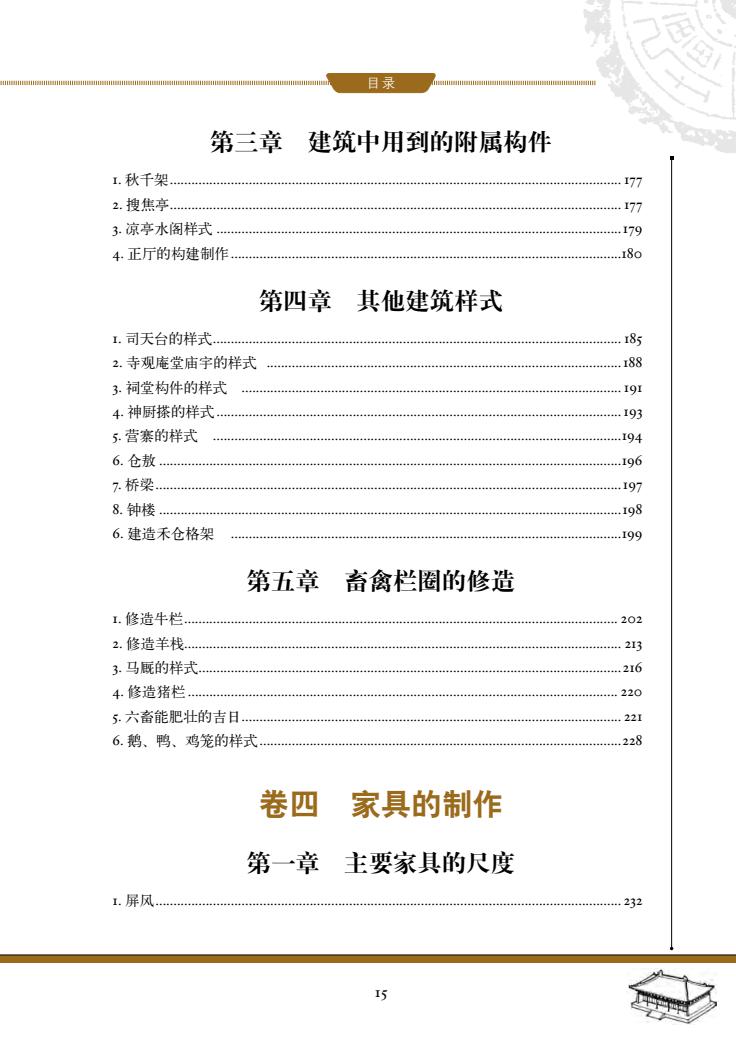 目录
第三章 建筑中用到的附属构件
1. 秋千架 177
2. 搜焦亭 177
3. 凉亭水阁样式 179
4. 正厅的构建制作 180
第四章 其他建筑样式
1. 司天台的样式 185
2. 寺观庵堂庙宇的样式 188
3. 祠堂构件的样式 191
4. 神厨搽的样式 193
5. 营寨的样式 194
6. 仓敖 196
7. 桥梁 197
8. 钟楼 198
6. 建造禾仓格架 199
第五章 畜禽栏圈的修造
1. 修造牛栏 202
2. 修造羊栈 213
3. 马厩的样式 216
4. 修造猪栏 220
5. 六畜能肥壮的吉日 221
6. 鹅、鸭、鸡笼的样式 228
卷四 家具的制作
第一章 主要家具的尺度
1. 屏风 232
15